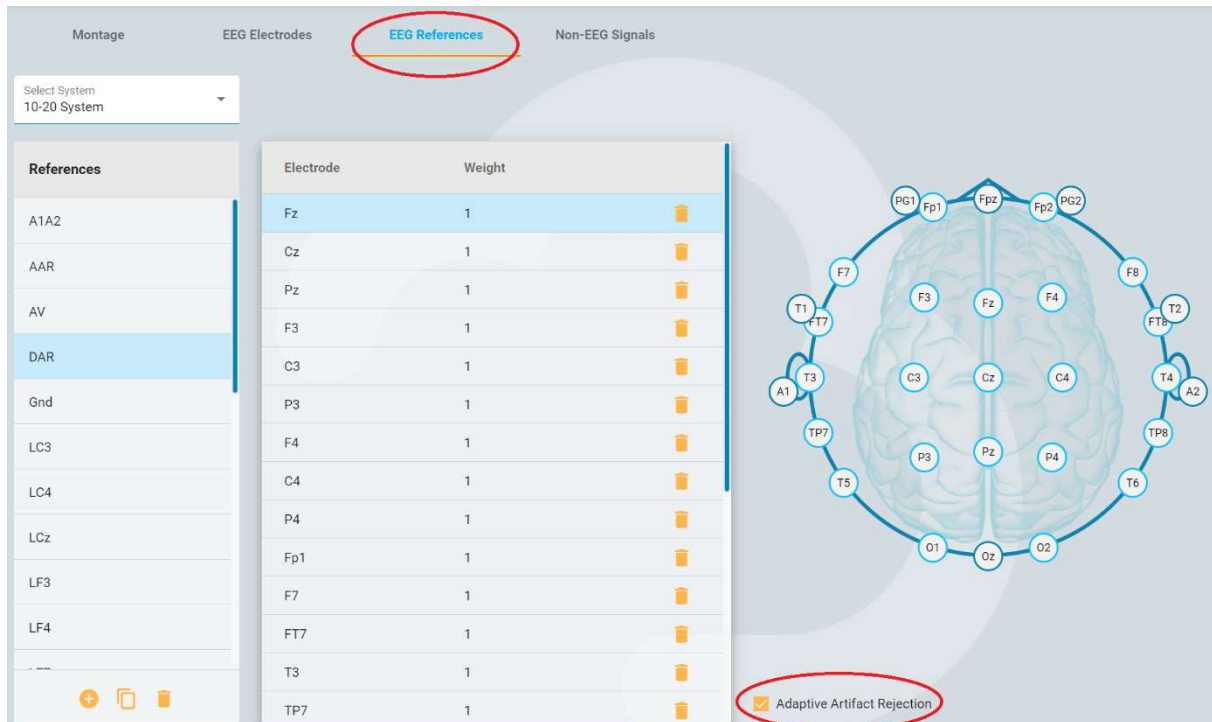 Montage EEG Electrodes EEG References Non-EEG Signals
Select System
10-20 System
References
A1A2
AAR
AV
DAR
Gnd
LC3
LC4
LCz
LF3
LF4
Electrode Weight
Fz 1
Cz 1
Pz 1
F3 1
C3 1
P3 1
F4 1
C4 1
P4 1
Fp1 1
F7 1
FT7 1
T3 1
TP7 1
PG1 Fp1 Fpz Fp2 PG2
F7 F8
F3 Fz F4
T1 T2
FT7 FT8
T3 C3 Cz C4 T4
A1 A2
TP7 TP8
P3 Pz P4
T5 T6
O1 Oz O2
Adaptive Artifact Rejection